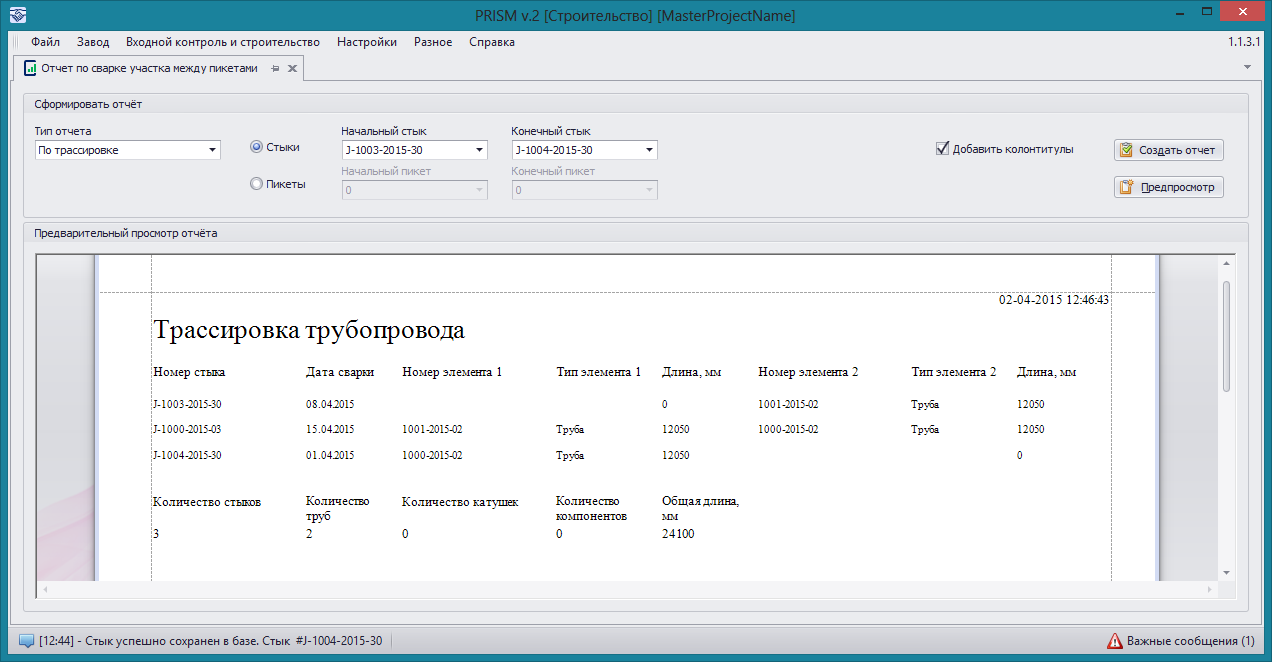 PRISM v.2 [Строительство] [MasterProjectName]
Файл Завод Входной контроль и строительство Настройки Разное Справка 1.1.3.1
Отчет по сварке участка между пикетами
Сформировать отчёт
Тип отчета Начальный стык Конечный стык
По трассировке Стыки J-1003-2015-30 J-1004-2015-30 Добавить колонтитулы Создать отчет
Начальный пикет Конечный пикет
Пикеты 0 0 Предпросмотр
Предварительный просмотр отчёта
02-04-2015 12:46:43
Трассировка трубопровода
Номер стыка Дата сварки Номер элемента 1 Тип элемента 1 Длина, мм Номер элемента 2 Тип элемента 2 Длина, мм
J-1003-2015-30 08.04.2015 0 1001-2015-02 Труба 12050
J-1000-2015-03 15.04.2015 1001-2015-02 Труба 12050 1000-2015-02 Труба 12050
J-1004-2015-30 01.04.2015 1000-2015-02 Труба 12050 0
Количество стыков Количество труб Количество катушек Количество компонентов Общая длина, мм
3 2 0 0 24100
[12:44] - Стык успешно сохранен в базе. Стык #J-1004-2015-30 Важные сообщения (1)